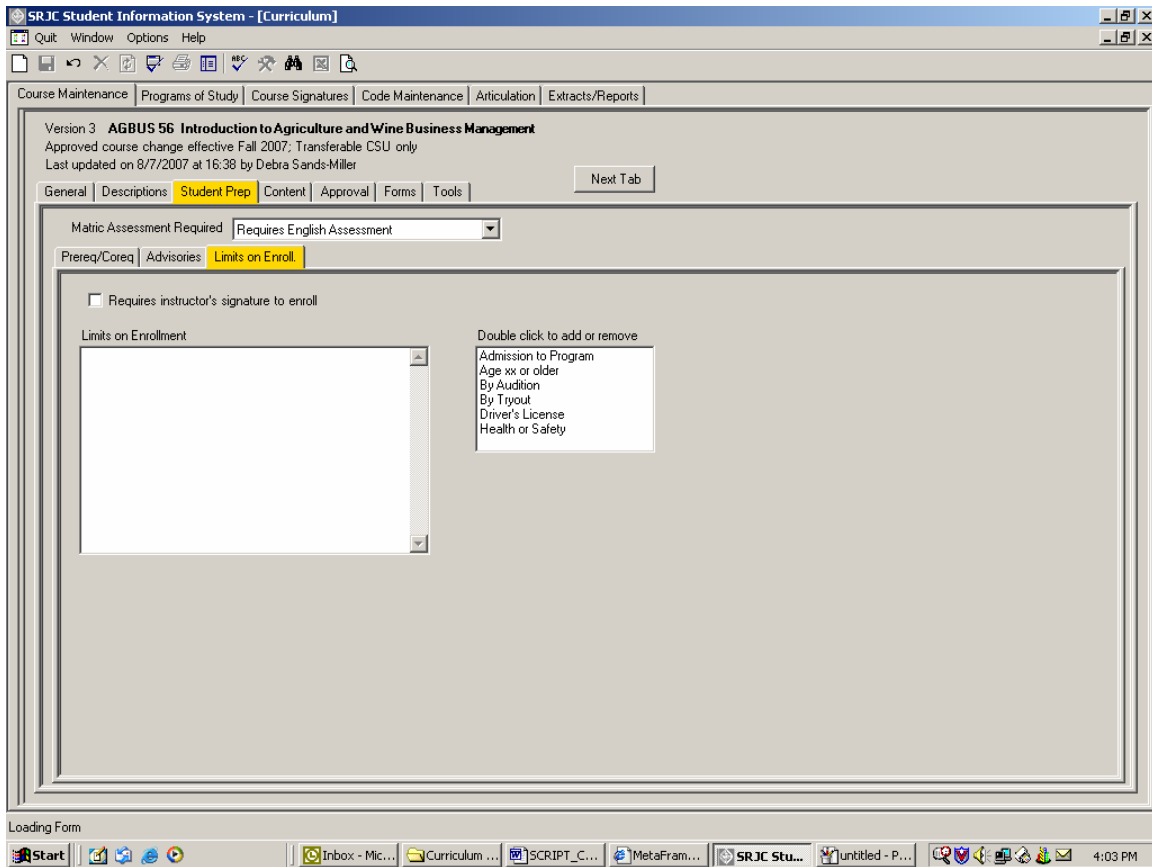 SRJC Student Information System - [Curriculum]
Quit Window Options Help
ABC
Course Maintenance Programs of Study Course Signatures Code Maintenance Articulation Extracts/Reports
Version 3 AGBUS 56 Introduction to Agriculture and Wine Business Management
Approved course change effective Fall 2007; Transferable CSU only
Last updated on 8/7/2007 at 16:38 by Debra Sands-Miller
Next Tab
General Descriptions Student Prep Content Approval Forms Tools
Matric Assessment Required Requires English Assessment
Prereq/Coreq Advisories Limits on Enroll.
Requires instructor's signature to enroll
Limits on Enrollment
Double click to add or remove
Admission to Program
Age xx or older
By Audition
By Tryout
Driver's License
Health or Safety
Loading Form
Start Inbox - Mic... Curriculum ... SCRIPT_C... MetaFram... SRJC Stu... untitled - P... 4:03 PM